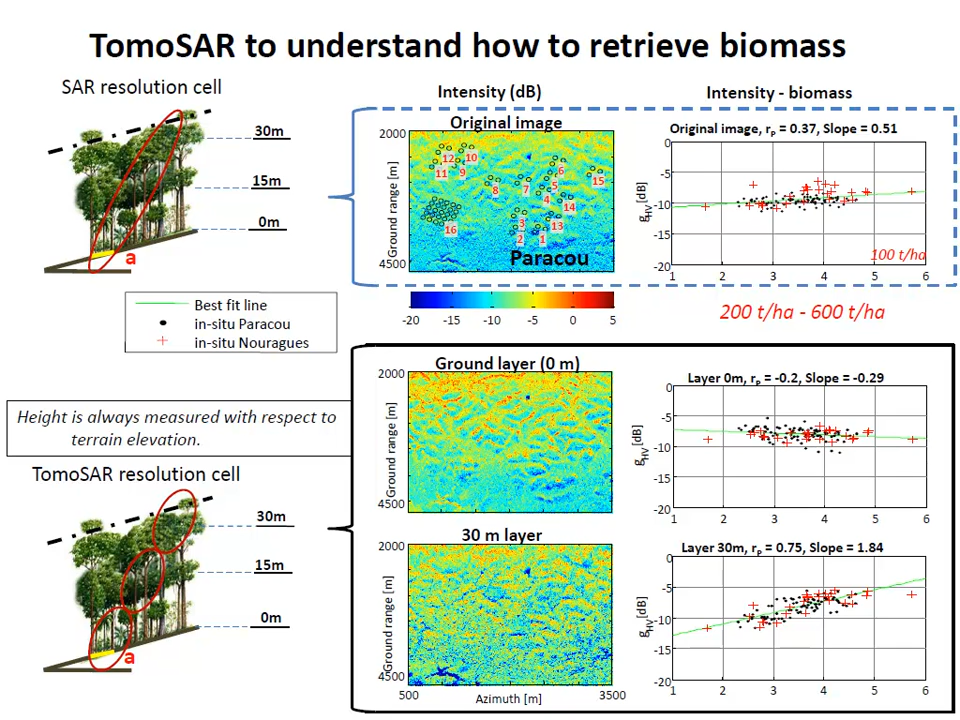 TomoSAR to understand how to retrieve biomass
SAR resolution cell
30m
15m
0m
a
Intensity (dB)
Intensity - biomass
Original image
2000
Ground range [m]
4500
12
10
11
9
8
7
6
5
4
15
14
13
3
2
1
16
Paracou
-20 -15 -10 -5 0 5
Original image, rP = 0.37, Slope = 0.51
gHV [dB]
0
-5
-10
-15
-20
1 2 3 4 5 6
100 t/ha
200 t/ha - 600 t/ha
Best fit line
in-situ Paracou
in-situ Nouragues
Height is always measured with respect to
terrain elevation.
TomoSAR resolution cell
30m
15m
0m
a
Ground layer (0 m)
2000
Ground range [m]
4500
Layer 0m, rP = -0.2, Slope = -0.29
gHV [dB]
0
-5
-10
-15
-20
1 2 3 4 5 6
30 m layer
2000
Ground range [m]
4500
500
Azimuth [m]
3500
Layer 30m, rP = 0.75, Slope = 1.84
gHV [dB]
0
-5
-10
-15
-20
1 2 3 4 5 6